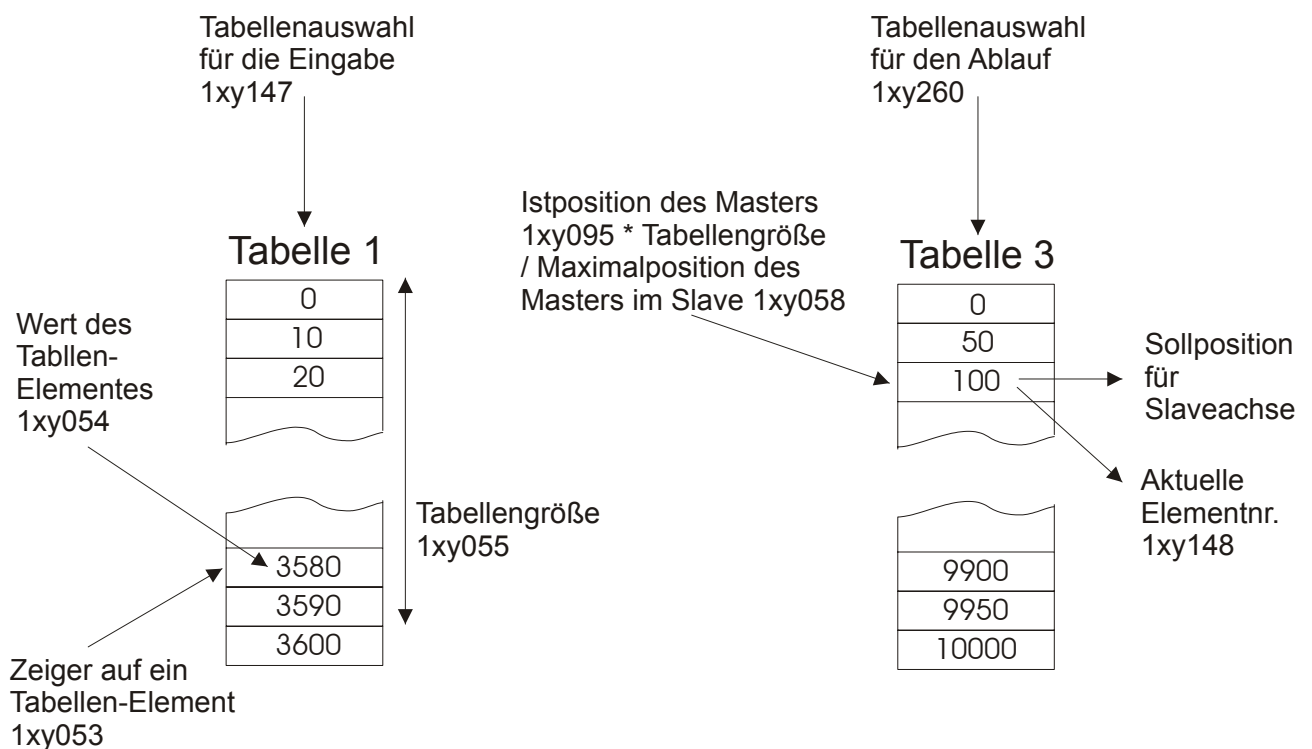 Tabellenauswahl
für die Eingabe
1xy147
Tabellenauswahl
für den Ablauf
1xy260
Istposition des Masters
1xy095 * Tabellengröße
/ Maximalposition des
Masters im Slave 1xy058
Tabelle 1
0
10
20
3580
3590
3600
Wert des
Tabllen-
Elementes
1xy054
Tabellengröße
1xy055
Zeiger auf ein
Tabellen-Element
1xy053
Tabelle 3
0
50
100
9900
9950
10000
Sollposition
für
Slaveachse
Aktuelle
Elementnr.
1xy148